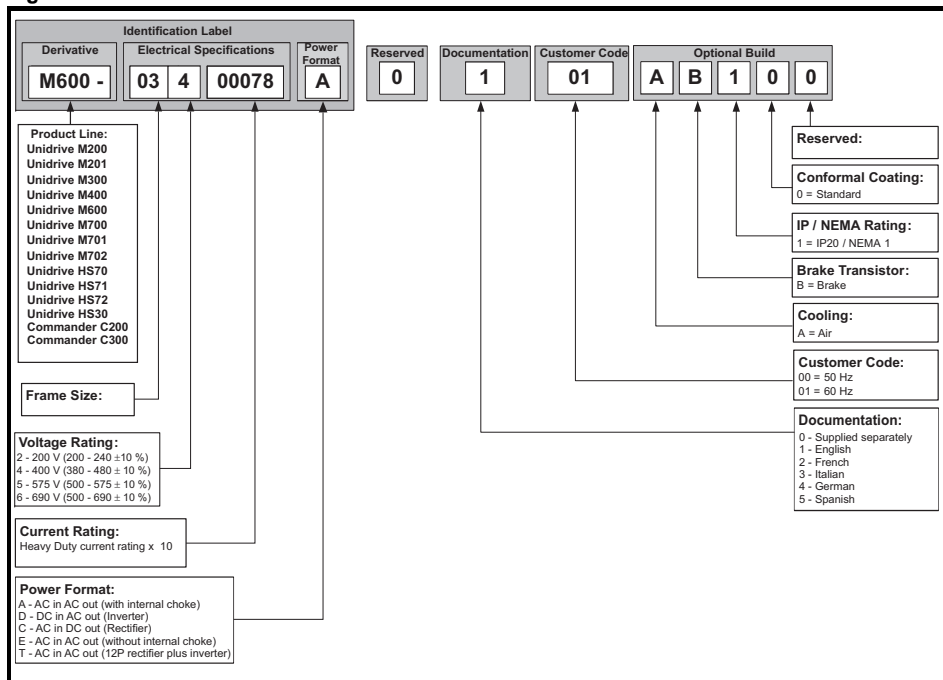 Identification Label
Derivative
Electrical Specifications
Power
Format
Reserved
Documentation
Customer Code
Optional Build
M600 -
03
4
00078
A
0
1
01
A
B
1
0
0
Product Line:
Unidrive M200
Unidrive M201
Unidrive M300
Unidrive M400
Unidrive M600
Unidrive M700
Unidrive M701
Unidrive M702
Unidrive HS70
Unidrive HS71
Unidrive HS72
Unidrive HS30
Commander C200
Commander C300
Frame Size:
Voltage Rating:
2 - 200 V (200 - 240 ±10 %)
4 - 400 V (380 - 480 ± 10 %)
5 - 575 V (500 - 575 ± 10 %)
6 - 690 V (500 - 690 ± 10 %)
Current Rating:
Heavy Duty current rating x 10
Power Format:
A - AC in AC out (with internal choke)
D - DC in AC out (Inverter)
C - AC in DC out (Rectifier)
E - AC in AC out (without internal choke)
T - AC in AC out (12P rectifier plus inverter)
Reserved:
Conformal Coating:
0 = Standard
IP / NEMA Rating:
1 = IP20 / NEMA 1
Brake Transistor:
B = Brake
Cooling:
A = Air
Customer Code:
00 = 50 Hz
01 = 60 Hz
Documentation:
0 - Supplied separately
1 - English
2 - French
3 - Italian
4 - German
5 - Spanish